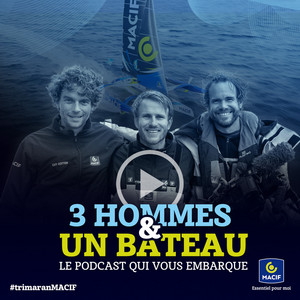 MACIF
3 HOMMES
&
UN BATEAU
LE PODCAST QUI VOUS EMBARQUE
#trimaranMACIF
MACIF
Essentiel pour moi